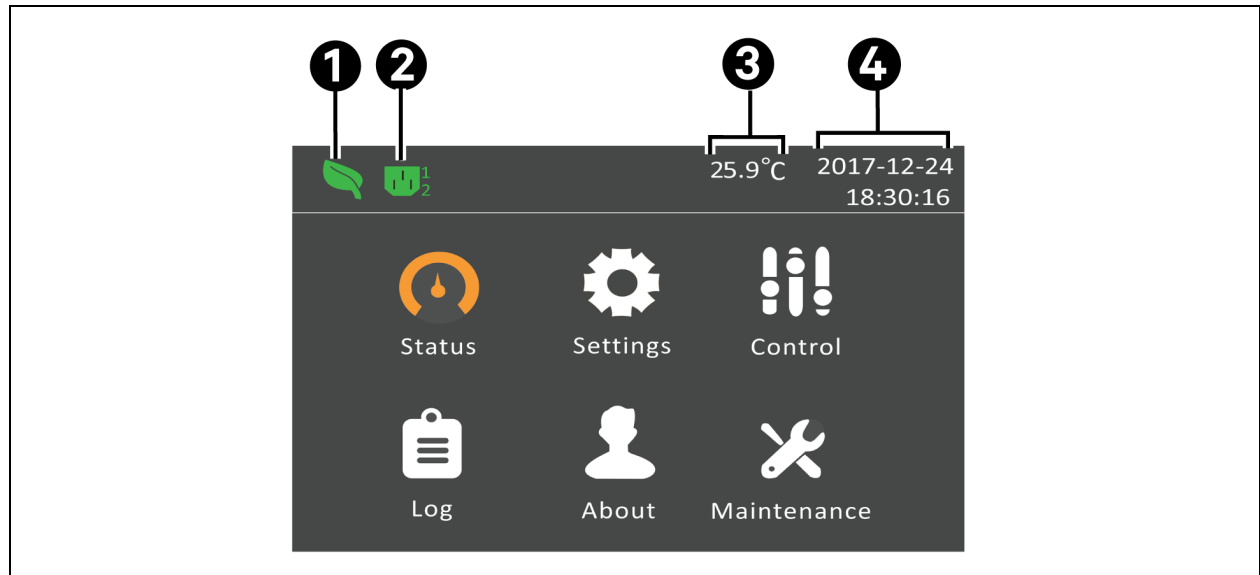 1 2 3 4
25.9°C 2017-12-24
1
2
18:30:16
Status Settings Control
Log About Maintenance